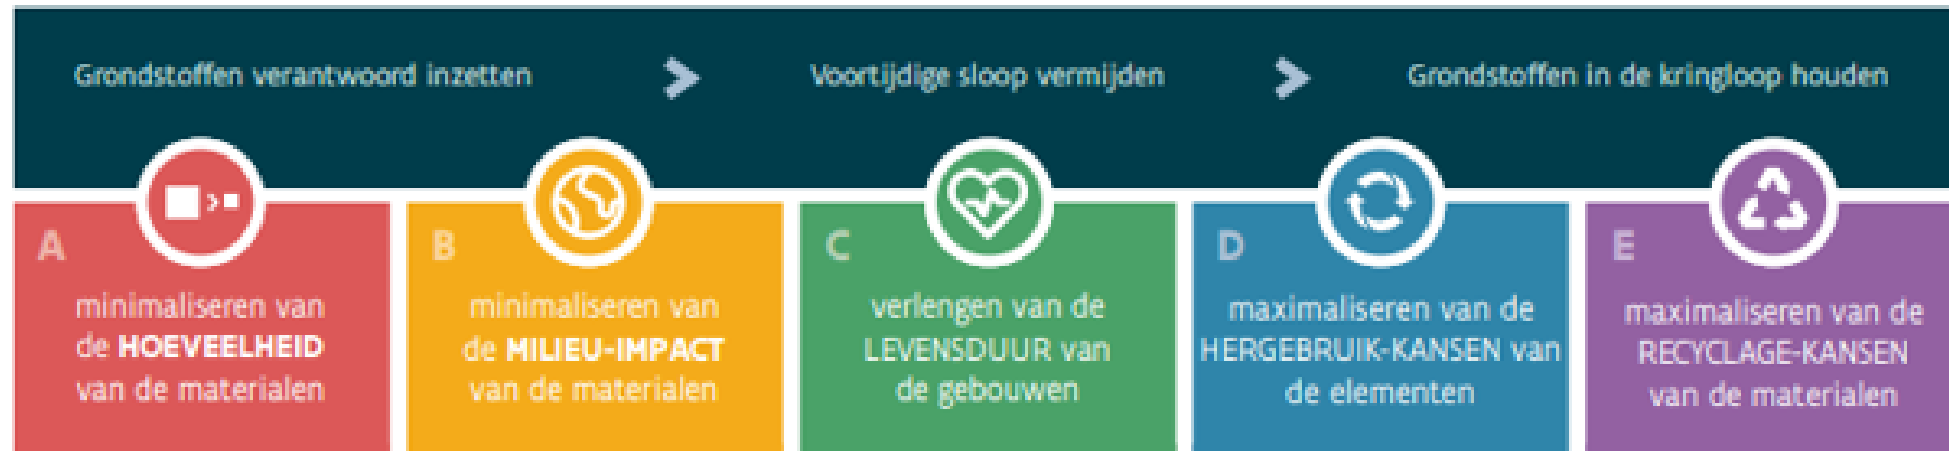 Grondstoffen verantwoord inzetten
Voortijdige sloop vermijden
Grondstoffen in de kringloop houden
A
minimaliseren van
de HOEVEELHEID
van de materialen
B
minimaliseren van
de MILIEU-IMPACT
van de materialen
C
verlengen van de
LEVENSDUUR van
de gebouwen
D
maximaliseren van de
HERGEBRUIK-KANSEN van
de elementen
E
maximaliseren van de
RECYCLAGE-KANSEN
van de materialen